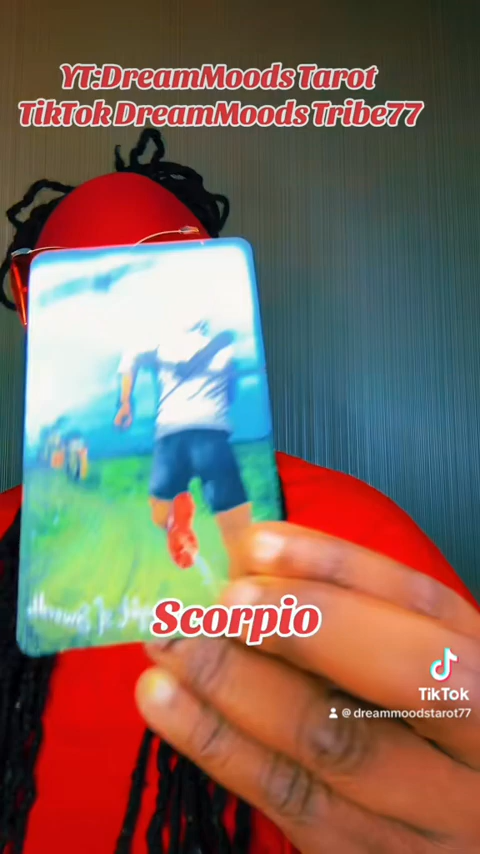 YT:DreamMoods Tarot
TikTok DreamMoods Tribe77
Scorpio
TikTok
@dreammoodstarot77